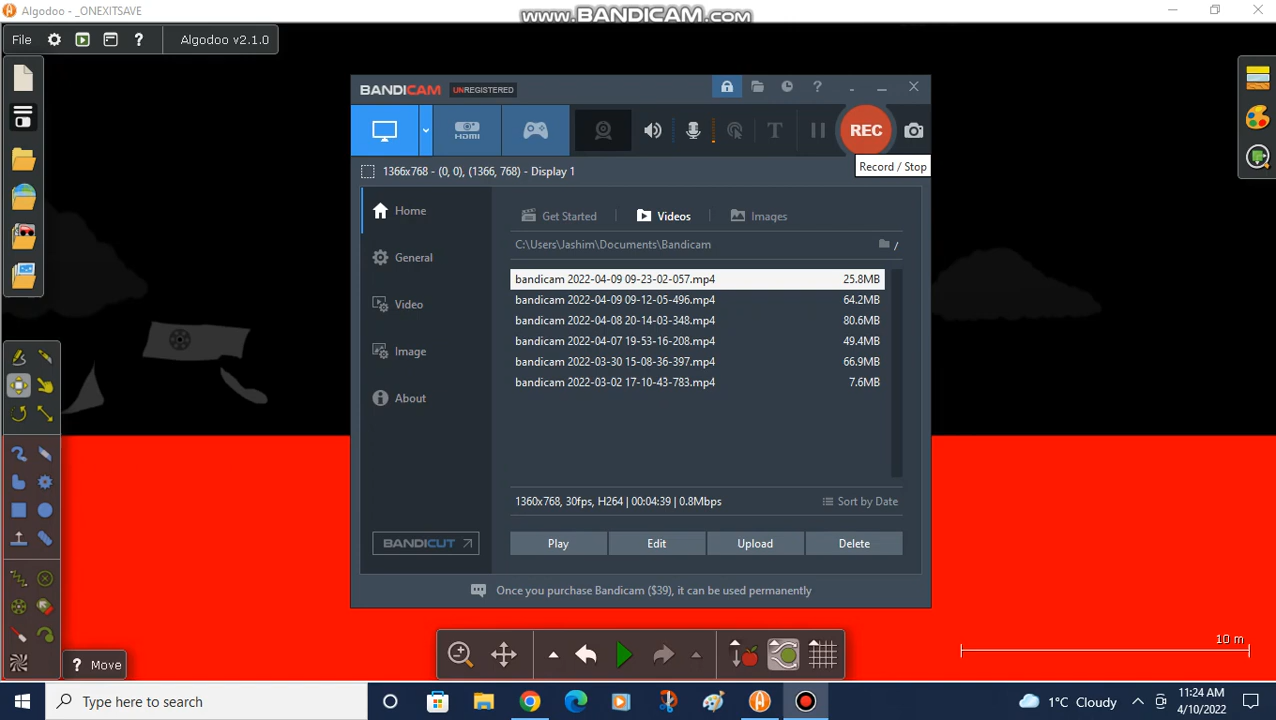 Algodoo - _ONEXITSAVE
www.BANDICAM.com
File
?
Algodoo v2.1.0
BANDICAM UNREGISTERED
?
HDMI
T
REC
Record / Stop
1366x768 - (0, 0), (1366, 768) - Display 1
Home
General
Video
Image
About
BANDICUT
Get Started
Videos
Images
C:\Users\Jashim\Documents\Bandicam
/
bandicam 2022-04-09 09-23-02-057.mp4 25.8MB
bandicam 2022-04-09 09-12-05-496.mp4 64.2MB
bandicam 2022-04-08 20-14-03-348.mp4 80.6MB
bandicam 2022-04-07 19-53-16-208.mp4 49.4MB
bandicam 2022-03-30 15-08-36-397.mp4 66.9MB
bandicam 2022-03-02 17-10-43-783.mp4 7.6MB
1360x768, 30fps, H264 | 00:04:39 | 0.8Mbps
Sort by Date
Play
Edit
Upload
Delete
Once you purchase Bandicam ($39), it can be used permanently
10 m
? Move
Type here to search
1°C Cloudy
11:24 AM
4/10/2022